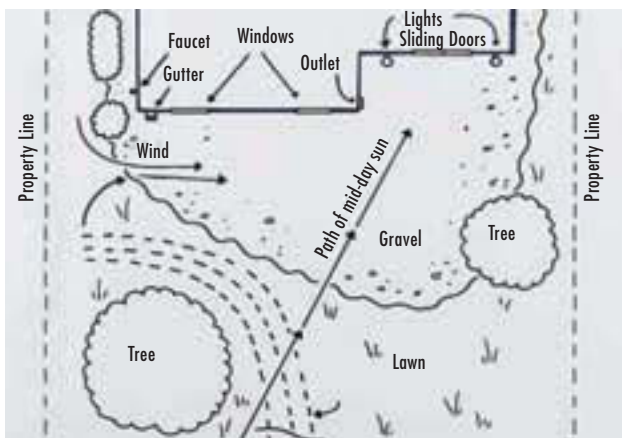 Lights
Sliding Doors
Faucet
Windows
Outlet
Gutter
Property Line
Wind
Path of mid-day sun
Gravel
Tree
Property Line
Tree
Lawn